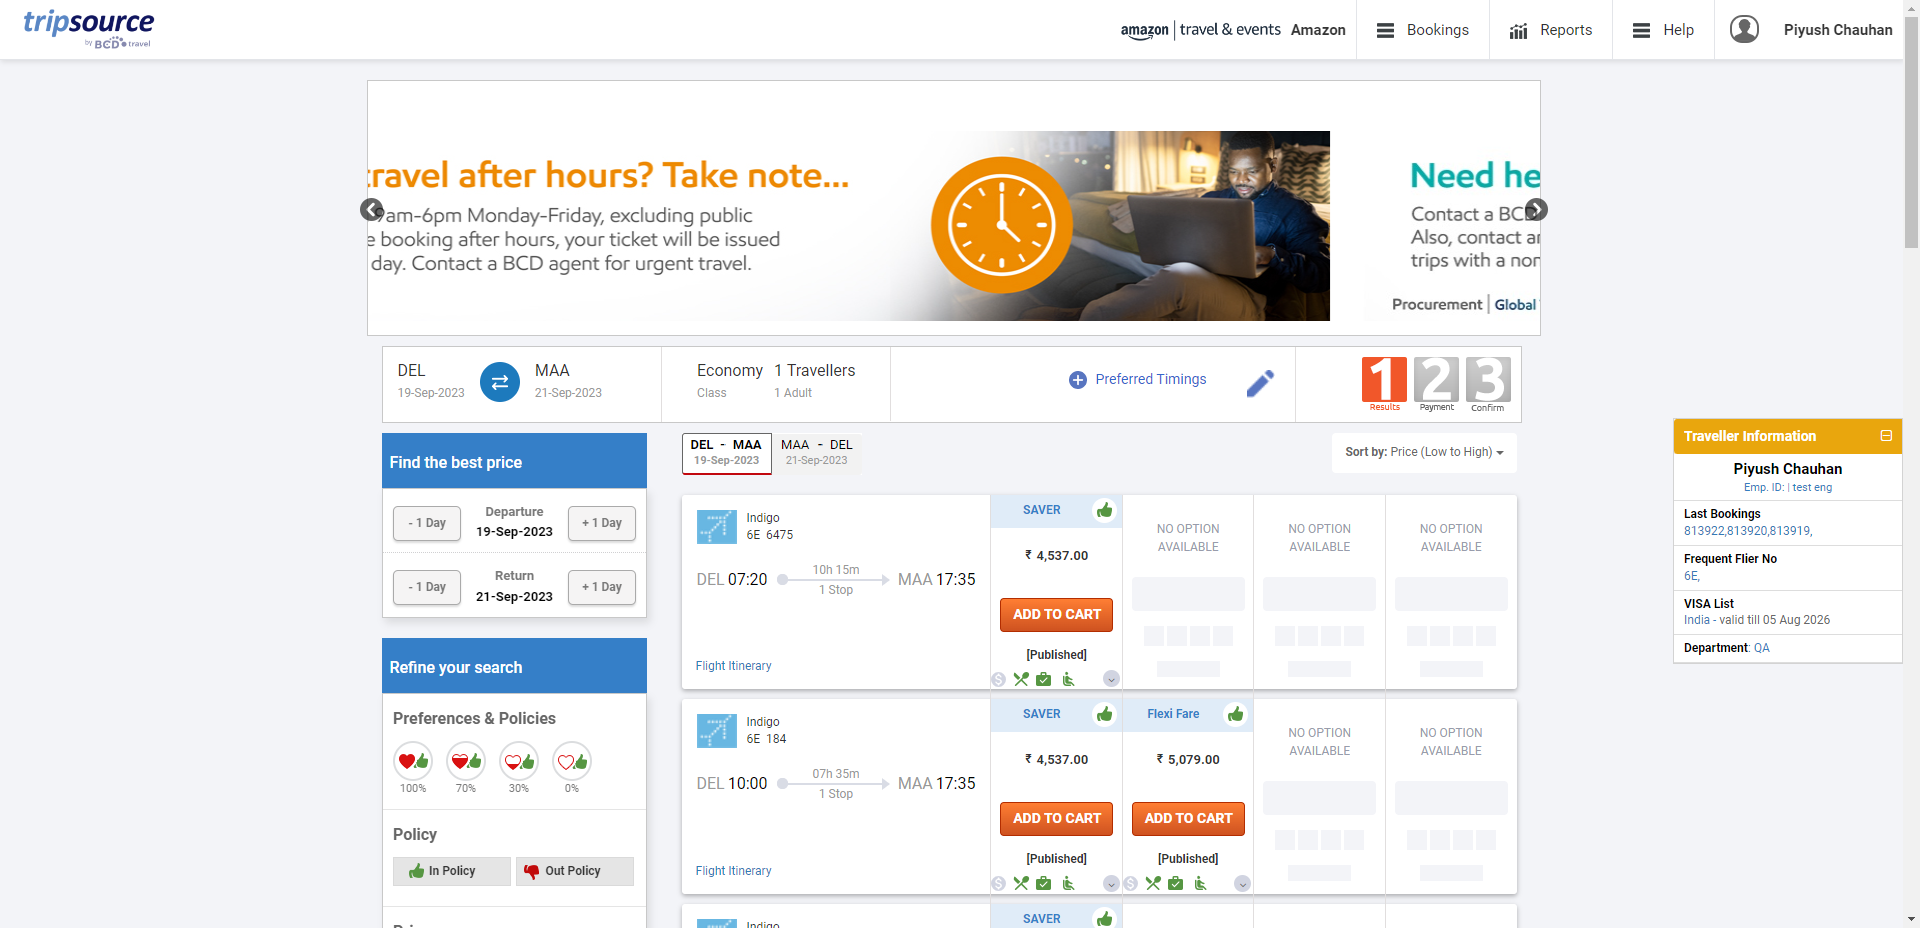 tripsource
by BCD travel
amazon | travel & events Amazon
Bookings
Reports
Help
Piyush Chauhan
travel after hours? Take note...
9am-6pm Monday-Friday, excluding public
e booking after hours, your ticket will be issued
day. Contact a BCD agent for urgent travel.
Need he
Contact a BCD
Also, contact
trips with a
Procurement | Global
DEL
19-Sep-2023
MAA
21-Sep-2023
Economy
Class
1 Travellers
1 Adult
Preferred Timings
1 2 3
Results Payment Confirm
Find the best price
- 1 Day
Departure
19-Sep-2023
+ 1 Day
- 1 Day
Return
21-Sep-2023
+ 1 Day
Refine your search
Preferences & Policies
100% 70% 30% 0%
Policy
In Policy
Out Policy
DEL - MAA
19-Sep-2023
MAA - DEL
21-Sep-2023
Sort by: Price (Low to High)
Indigo
6E 6475
DEL 07:20
10h 15m
1 Stop
MAA 17:35
Flight Itinerary
SAVER
₹ 4,537.00
ADD TO CART
[Published]
NO OPTION
AVAILABLE
NO OPTION
AVAILABLE
NO OPTION
AVAILABLE
Indigo
6E 184
DEL 10:00
07h 35m
1 Stop
MAA 17:35
Flight Itinerary
SAVER
₹ 4,537.00
ADD TO CART
[Published]
Flexi Fare
₹ 5,079.00
ADD TO CART
[Published]
NO OPTION
AVAILABLE
NO OPTION
AVAILABLE
Indigo
SAVER
Traveller Information
Piyush Chauhan
Emp. ID: | test eng
Last Bookings
813922,813920,813919,
Frequent Flier No
6E,
VISA List
India - valid till 05 Aug 2026
Department: QA